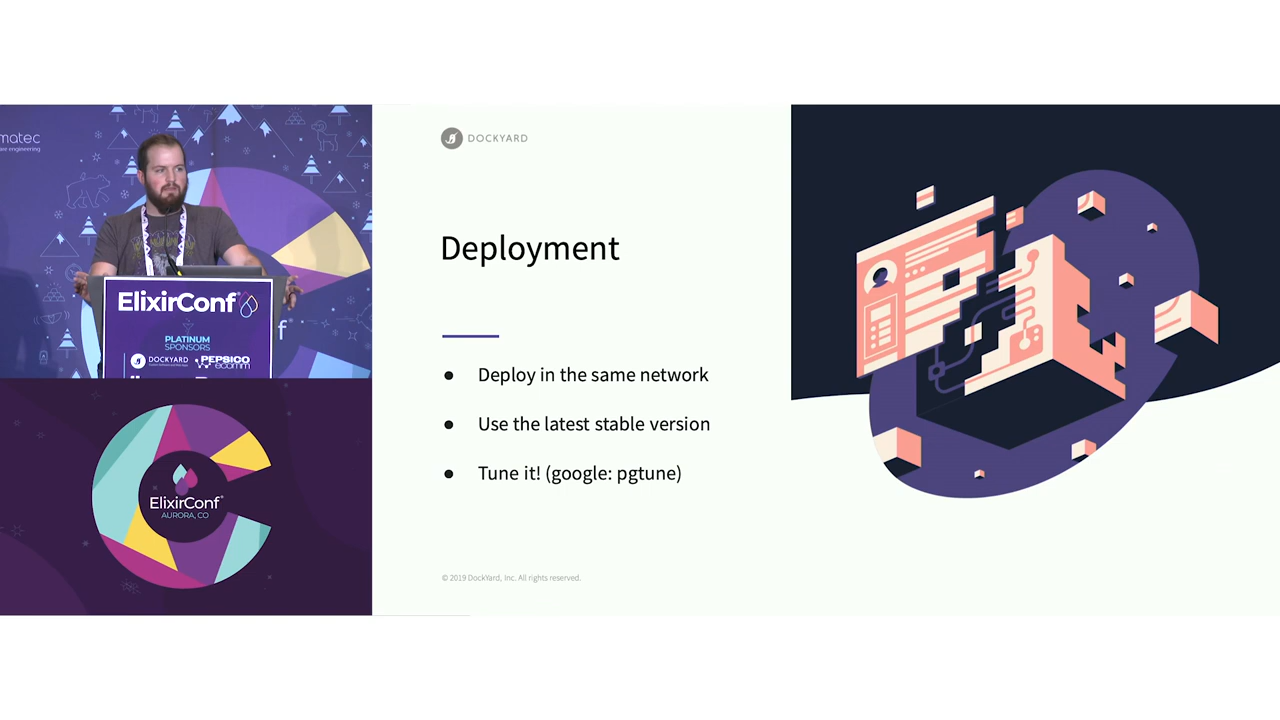 matec
ElixirConf
PLATINUM
SPONSORS
DOCKYARD
PEPSICO
ecomm
f
ElixirConf
AURORA, CO
DOCKYARD
Deployment
● Deploy in the same network
● Use the latest stable version
● Tune it! (google: pgtune)
© 2019 DockYard, Inc. All rights reserved.